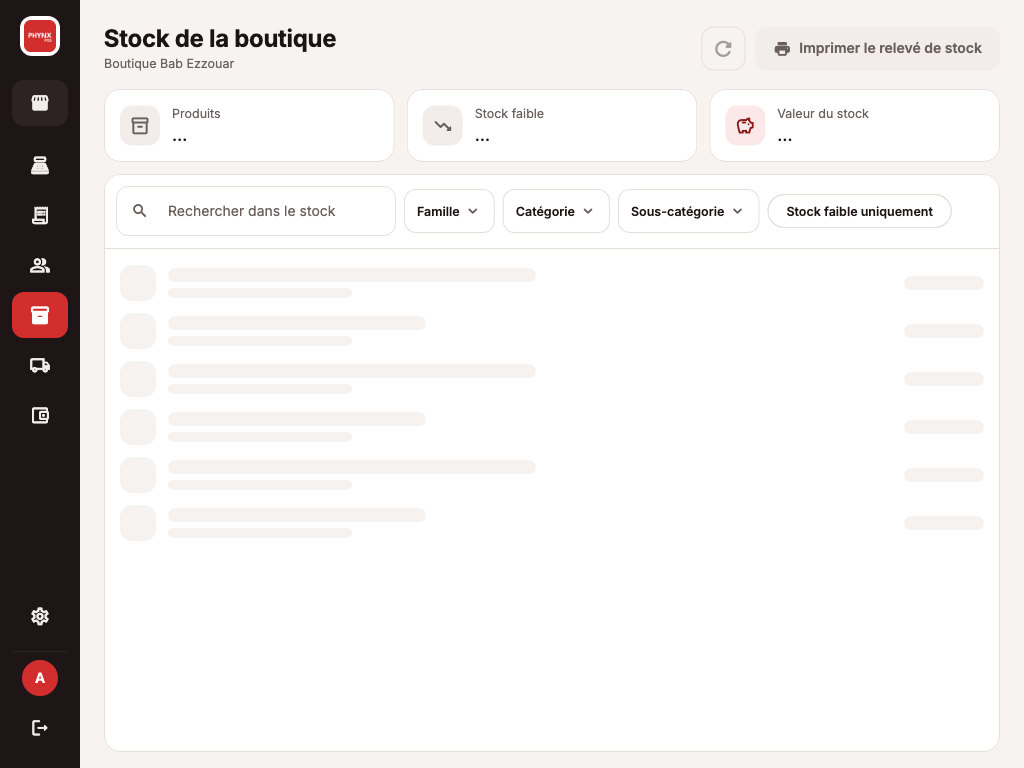 PHYNX
POS
Stock de la boutique
Boutique Bab Ezzouar
Imprimer le relevé de stock
Produits
...
Stock faible
...
Valeur du stock
...
Rechercher dans le stock
Famille
Catégorie
Sous-catégorie
Stock faible uniquement
A